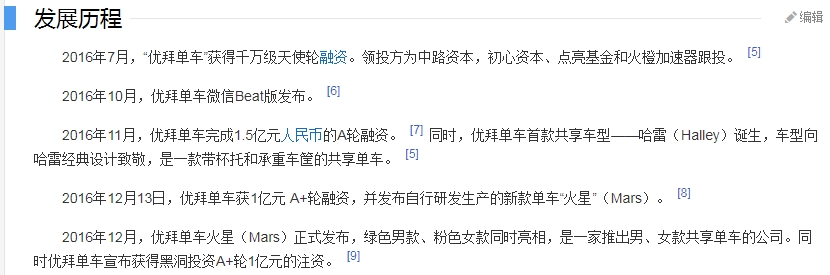 发展历程
编辑
2016年7月，“优拜单车”获得千万级天使轮融资。领投方为中路资本，初心资本、点亮基金和火橙加速器跟投。 [5]
2016年10月，优拜单车微信Beat版发布。 [6]
2016年11月，优拜单车完成1.5亿元人民币的A轮融资。 [7] 同时，优拜单车首款共享车型——哈雷（Halley）诞生，车型向
哈雷经典设计致敬，是一款带杯托和承重车筐的共享单车。 [5]
2016年12月13日，优拜单车获1亿元 A+轮融资，并发布自行研发生产的新款单车“火星”（Mars）。 [8]
2016年12月，优拜单车火星（Mars）正式发布，绿色男款、粉色女款同时亮相，是一家推出男、女款共享单车的公司。同
时优拜单车宣布获得黑洞投资A+轮1亿元的注资。 [9]